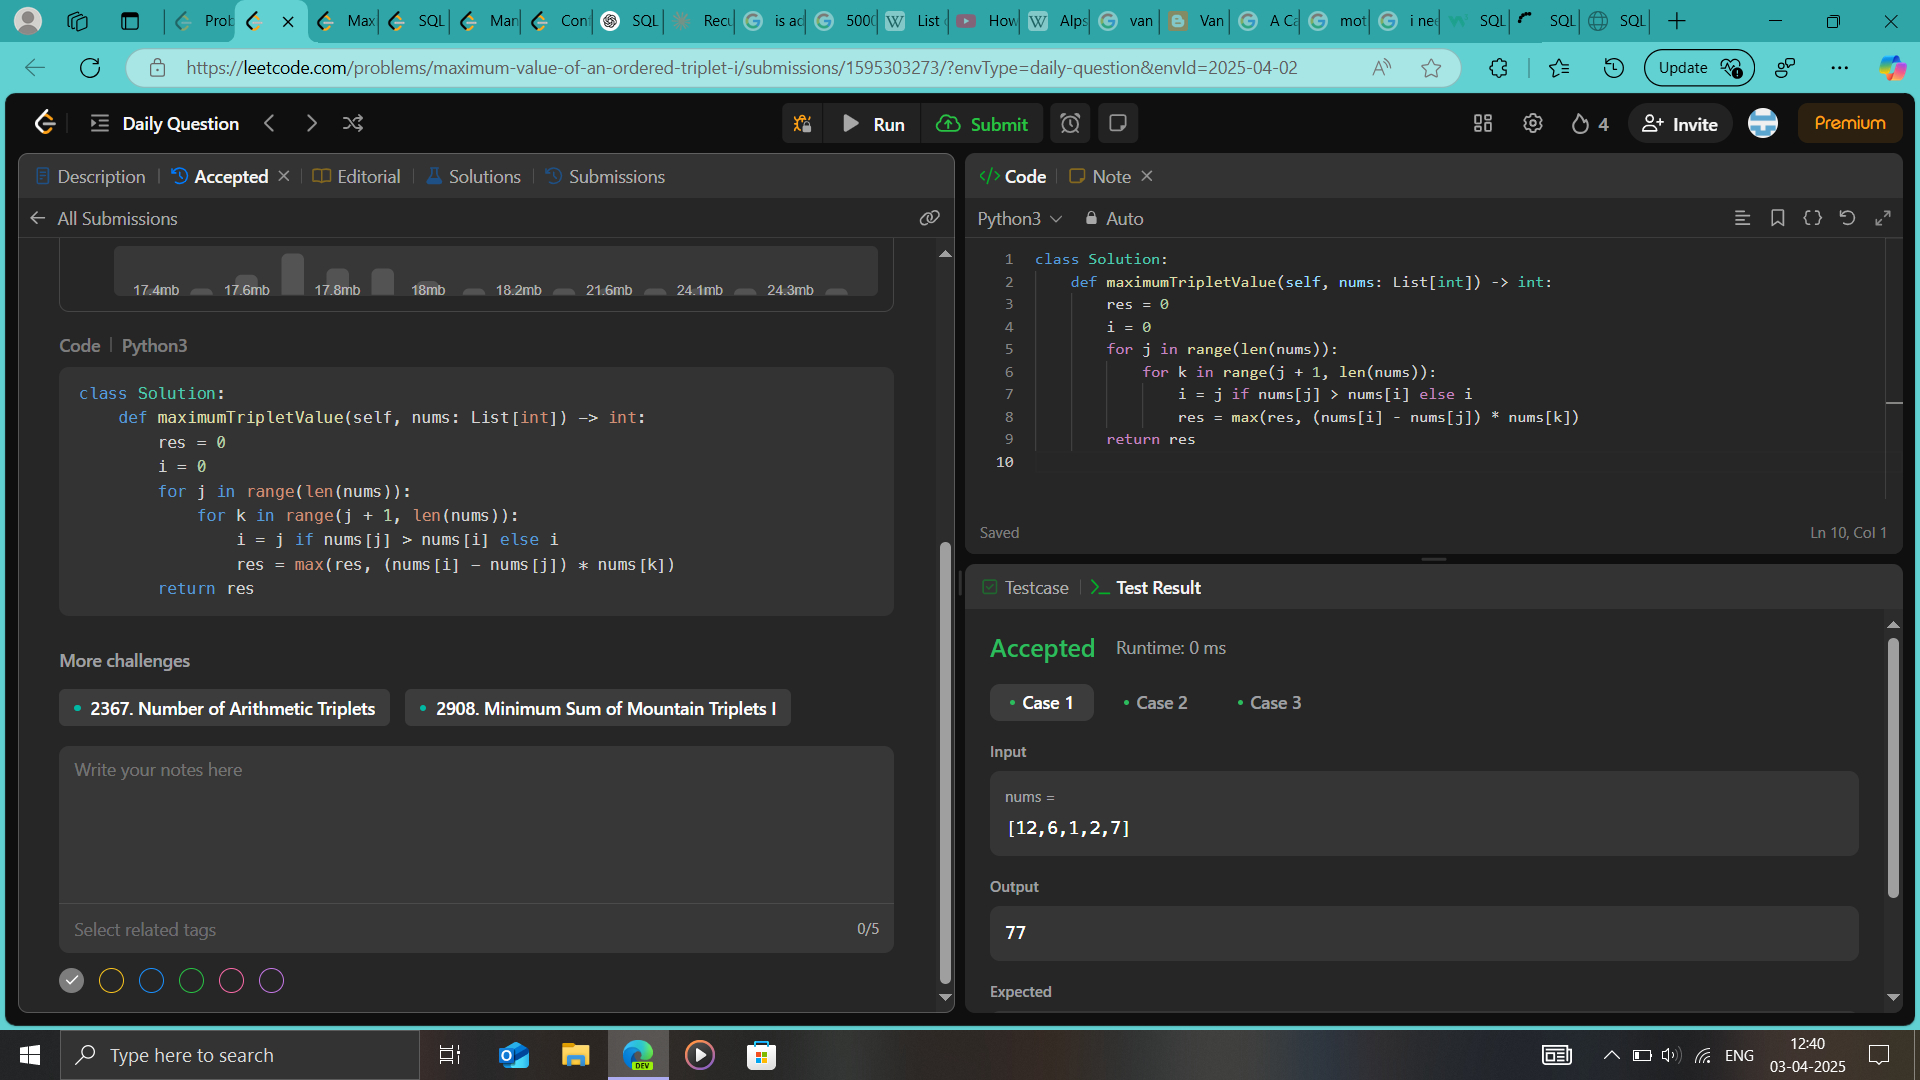 Prob
Max
SQL
Man
Con
SQL
Recu
is ad
500
List
How
Alps
van
Van
A Ca
mot
i nee
SQL
SQL
SQL
https://leetcode.com/problems/maximum-value-of-an-ordered-triplet-i/submissions/1595303273/?envType=daily-question&envId=2025-04-02
Update
Daily Question
Run
Submit
4
Invite
Premium
Description
Accepted
Editorial
Solutions
Submissions
All Submissions
17.4mb 17.6mb 17.8mb 18mb 18.2mb 21.6mb 24.1mb 24.3mb
Code | Python3
class Solution:
    def maximumTripletValue(self, nums: List[int]) -> int:
        res = 0
        i = 0
        for j in range(len(nums)):
            for k in range(j + 1, len(nums)):
                i = j if nums[j] > nums[i] else i
                res = max(res, (nums[i] - nums[j]) * nums[k])
        return res
More challenges
2367. Number of Arithmetic Triplets
2908. Minimum Sum of Mountain Triplets I
Write your notes here
Select related tags
0/5
</> Code
Note
Python3
Auto
1 class Solution:
2     def maximumTripletValue(self, nums: List[int]) -> int:
3         res = 0
4         i = 0
5         for j in range(len(nums)):
6             for k in range(j + 1, len(nums)):
7                 i = j if nums[j] > nums[i] else i
8                 res = max(res, (nums[i] - nums[j]) * nums[k])
9         return res
10
Saved
Ln 10, Col 1
Testcase
Test Result
Accepted
Runtime: 0 ms
Case 1
Case 2
Case 3
Input
nums =
[12,6,1,2,7]
Output
77
Expected
Type here to search
DEV
ENG
12:40
03-04-2025